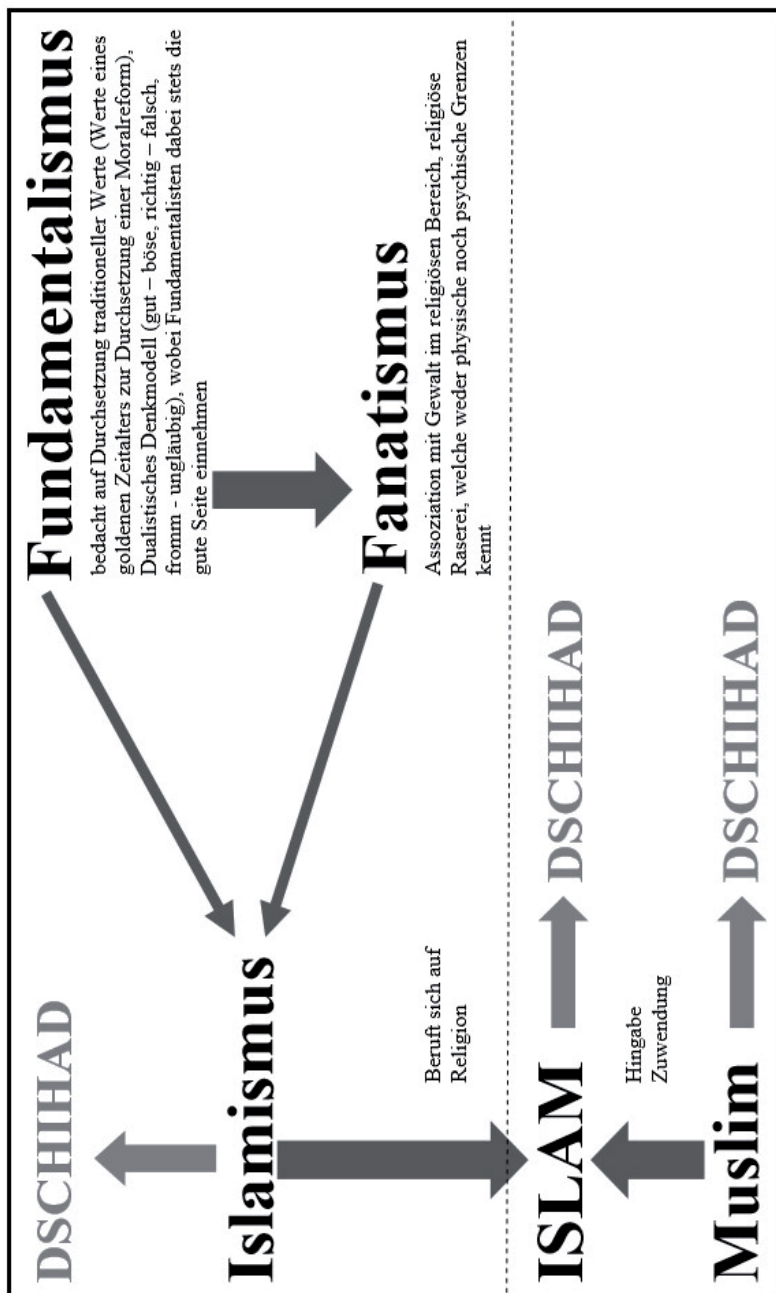 DSCHIHAD
Islamismus
Beruft sich auf
Religion
Fundamentalismus
bedacht auf Durchsetzung traditioneller Werte (Werte eines
goldenen Zeitalters zur Durchsetzung einer Moralreform),
Dualistisches Denkmodell (gut – böse, richtig – falsch,
fromm - ungläubig), wobei Fundamentalisten dabei stets die
gute Seite einnehmen
Fanatismus
Assoziation mit Gewalt im religiösen Bereich, religiöse
Raserei, welche weder physische noch psychische Grenzen
kennt
ISLAM
DSCHIHAD
Hingabe
Zuwendung
Muslim
DSCHIHAD